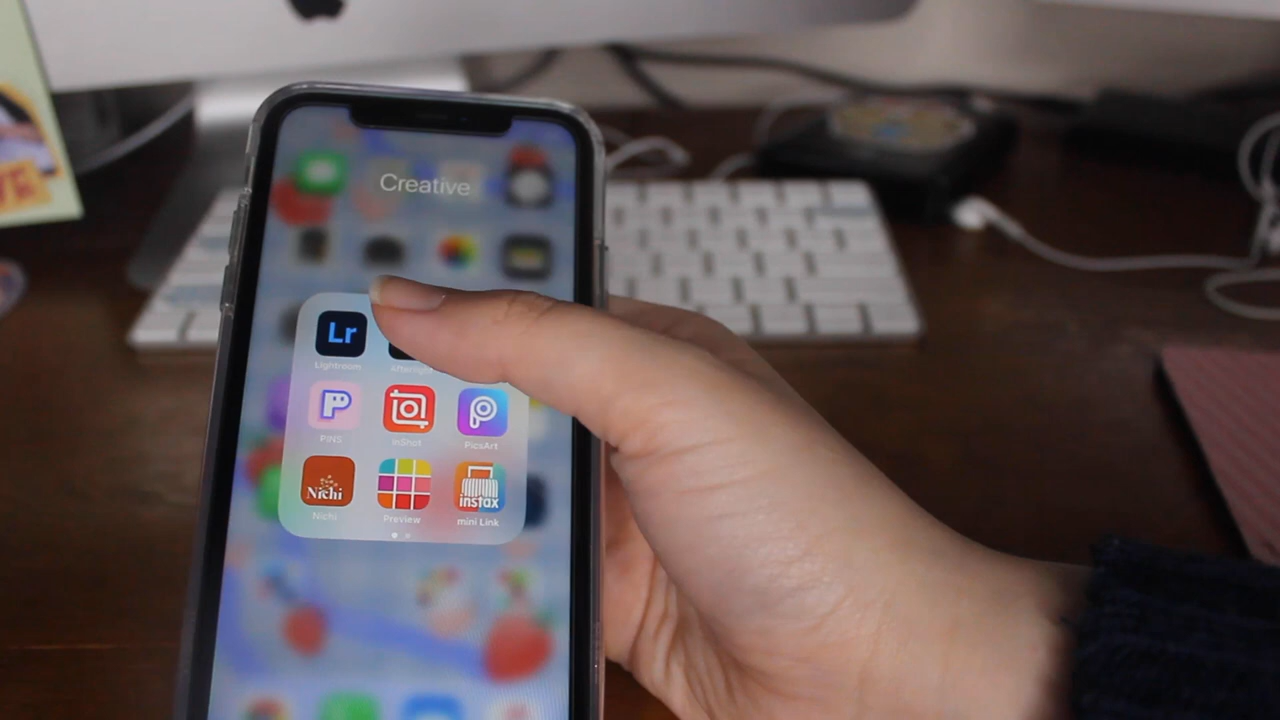 Creative
Lr
Lightroom
Afterlight
PINS
InShot
PicsArt
Nichi
Nichi
Preview
instax
mini Link